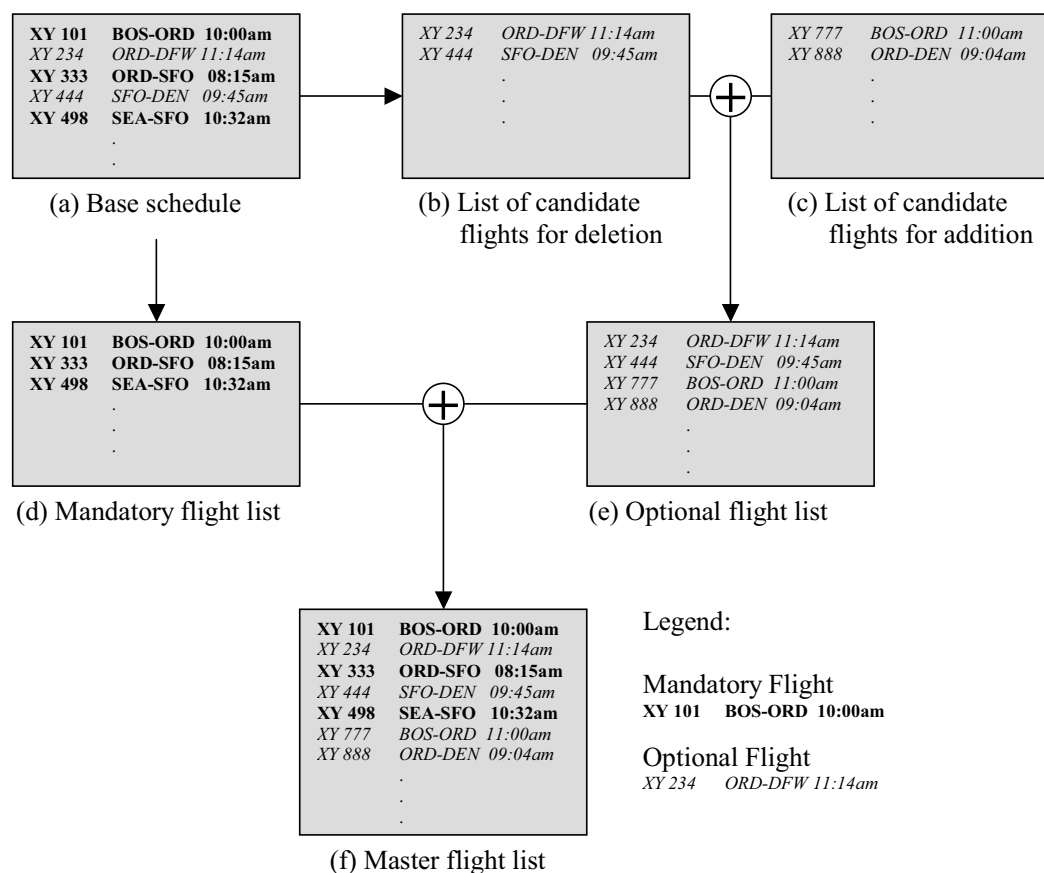 XY 101 BOS-ORD 10:00am
XY 234 ORD-DFW 11:14am
XY 333 ORD-SFO 08:15am
XY 444 SFO-DEN 09:45am
XY 498 SEA-SFO 10:32am
.
.
(a) Base schedule
XY 234 ORD-DFW 11:14am
XY 444 SFO-DEN 09:45am
.
.
.
(b) List of candidate
flights for deletion
XY 777 BOS-ORD 11:00am
XY 888 ORD-DEN 09:04am
.
.
.
(c) List of candidate
flights for addition
XY 101 BOS-ORD 10:00am
XY 333 ORD-SFO 08:15am
XY 498 SEA-SFO 10:32am
.
.
.
(d) Mandatory flight list
XY 234 ORD-DFW 11:14am
XY 444 SFO-DEN 09:45am
XY 777 BOS-ORD 11:00am
XY 888 ORD-DEN 09:04am
.
.
.
(e) Optional flight list
XY 101 BOS-ORD 10:00am
XY 234 ORD-DFW 11:14am
XY 333 ORD-SFO 08:15am
XY 444 SFO-DEN 09:45am
XY 498 SEA-SFO 10:32am
XY 777 BOS-ORD 11:00am
XY 888 ORD-DEN 09:04am
.
.
.
(f) Master flight list
Legend:
Mandatory Flight
XY 101 BOS-ORD 10:00am
Optional Flight
XY 234 ORD-DFW 11:14am